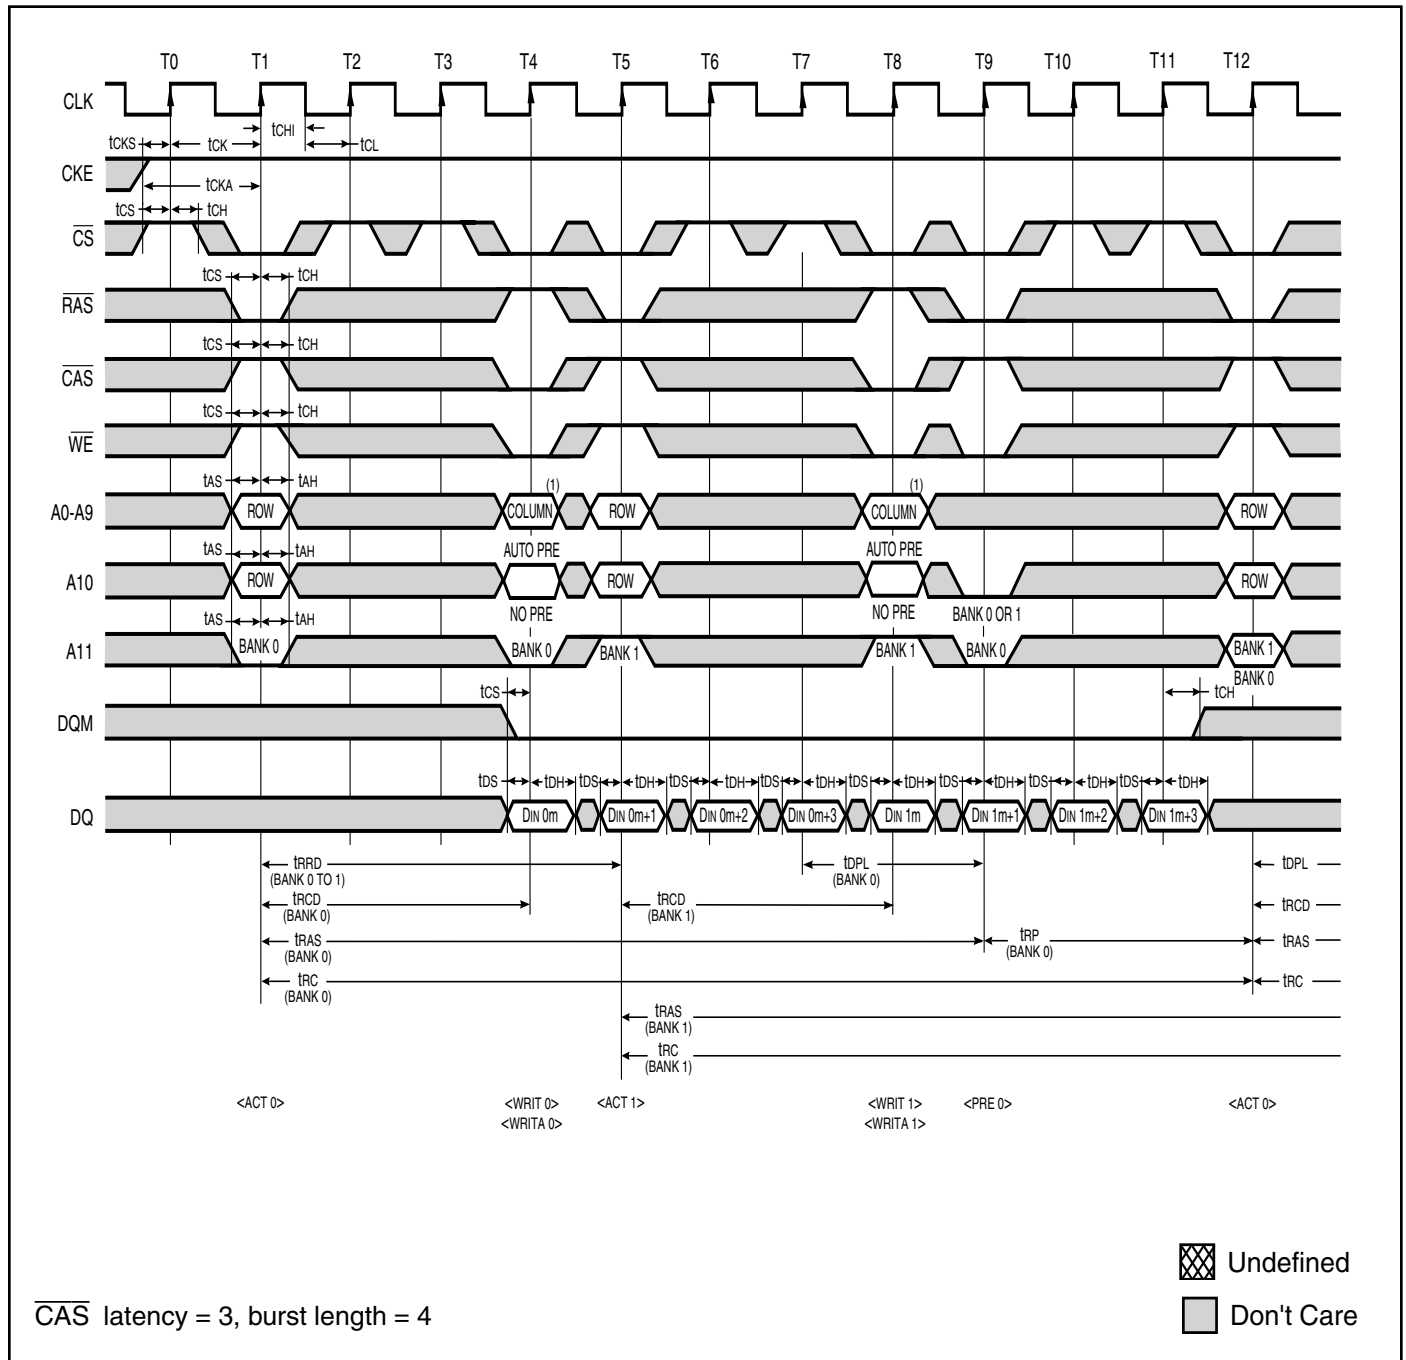 T0 T1 T2 T3 T4 T5 T6 T7 T8 T9 T10 T11 T12
CLK
tCHI
tCKS tCK tCL
CKE
tCKA
tCS tCH
CS
tCS tCH
RAS
tCS tCH
CAS
tCS tCH
WE
tAS tAH (1) (1)
A0-A9 ROW COLUMN ROW COLUMN ROW
tAS tAH AUTO PRE AUTO PRE
A10 ROW ROW ROW
NO PRE NO PRE BANK 0 OR 1
tAS tAH
A11 BANK 0 BANK 0 BANK 1 BANK 1 BANK 0 BANK 1
BANK 0
tCS tCH
DQM
tDS tDH tDS tDH tDS tDH tDS tDH tDS tDH tDS tDH tDS tDH tDS tDH
DQ DIN 0m DIN 0m+1 DIN 0m+2 DIN 0m+3 DIN 1m DIN 1m+1 DIN 1m+2 DIN 1m+3
tRRD tDPL tDPL
(BANK 0 TO 1) (BANK 0)
tRCD tRCD tRCD
(BANK 0) (BANK 1)
tRAS tRP tRAS
(BANK 0) (BANK 0)
tRC tRC
(BANK 0)
tRAS
(BANK 1)
tRC
(BANK 1)
<ACT 0> <WRIT 0> <ACT 1> <WRIT 1> <PRE 0> <ACT 0>
<WRITA 0> <WRITA 1>
Undefined
CAS latency = 3, burst length = 4
Don't Care